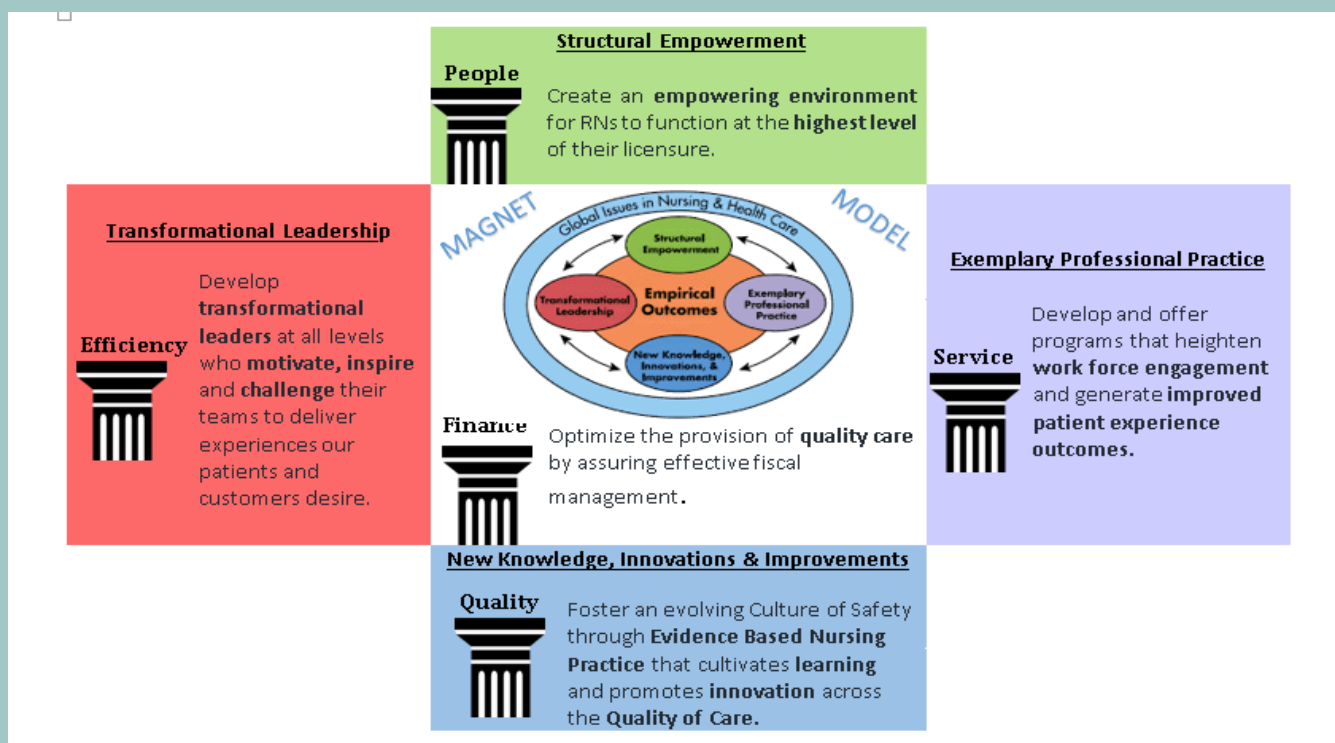 Structural Empowerment
People
Create an empowering environment
for RNs to function at the highest level
of their licensure.
Transformational Leadership
Efficiency
Develop
transformational
leaders at all levels
who motivate, inspire
and challenge their
teams to deliver
experiences our
patients and
customers desire.
MAGNET
MODEL
Global Issues in Nursing & Health Care
Structural
Empowerment
Transformational
Leadership
Empirical
Outcomes
Exemplary
Professional
Practice
New Knowledge,
Innovations, &
Improvements
Finance
Optimize the provision of quality care
by assuring effective fiscal
management.
Exemplary Professional Practice
Service
Develop and offer
programs that heighten
work force engagement
and generate improved
patient experience
outcomes.
New Knowledge, Innovations & Improvements
Quality
Foster an evolving Culture of Safety
through Evidence Based Nursing
Practice that cultivates learning
and promotes innovation across
the Quality of Care.